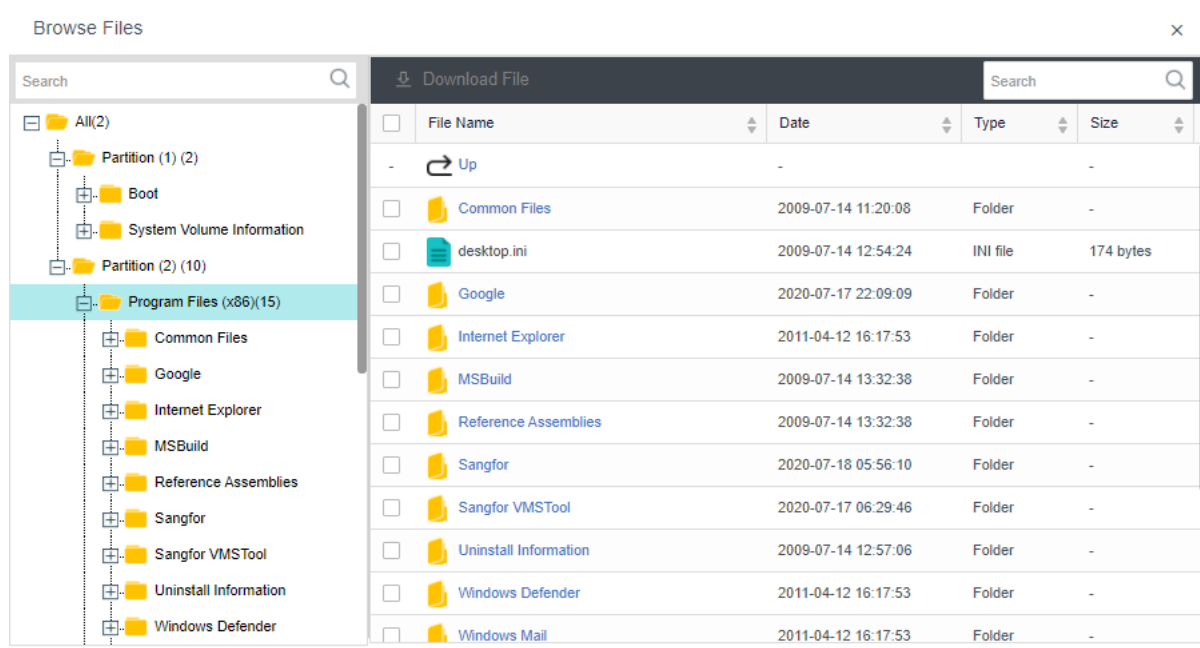 Browse Files
×
Search
All(2)
Partition (1) (2)
Boot
System Volume Information
Partition (2) (10)
Program Files (x86)(15)
Common Files
Google
Internet Explorer
MSBuild
Reference Assemblies
Sangfor
Sangfor VMSTool
Uninstall Information
Windows Defender
Download File
Search
File Name Date Type Size
- Up - -
Common Files 2009-07-14 11:20:08 Folder -
desktop.ini 2009-07-14 12:54:24 INI file 174 bytes
Google 2020-07-17 22:09:09 Folder -
Internet Explorer 2011-04-12 16:17:53 Folder -
MSBuild 2009-07-14 13:32:38 Folder -
Reference Assemblies 2009-07-14 13:32:38 Folder -
Sangfor 2020-07-18 05:56:10 Folder -
Sangfor VMSTool 2020-07-17 06:29:46 Folder -
Uninstall Information 2009-07-14 12:57:06 Folder -
Windows Defender 2011-04-12 16:17:53 Folder -
Windows Mail 2011-04-12 16:17:53 Folder -